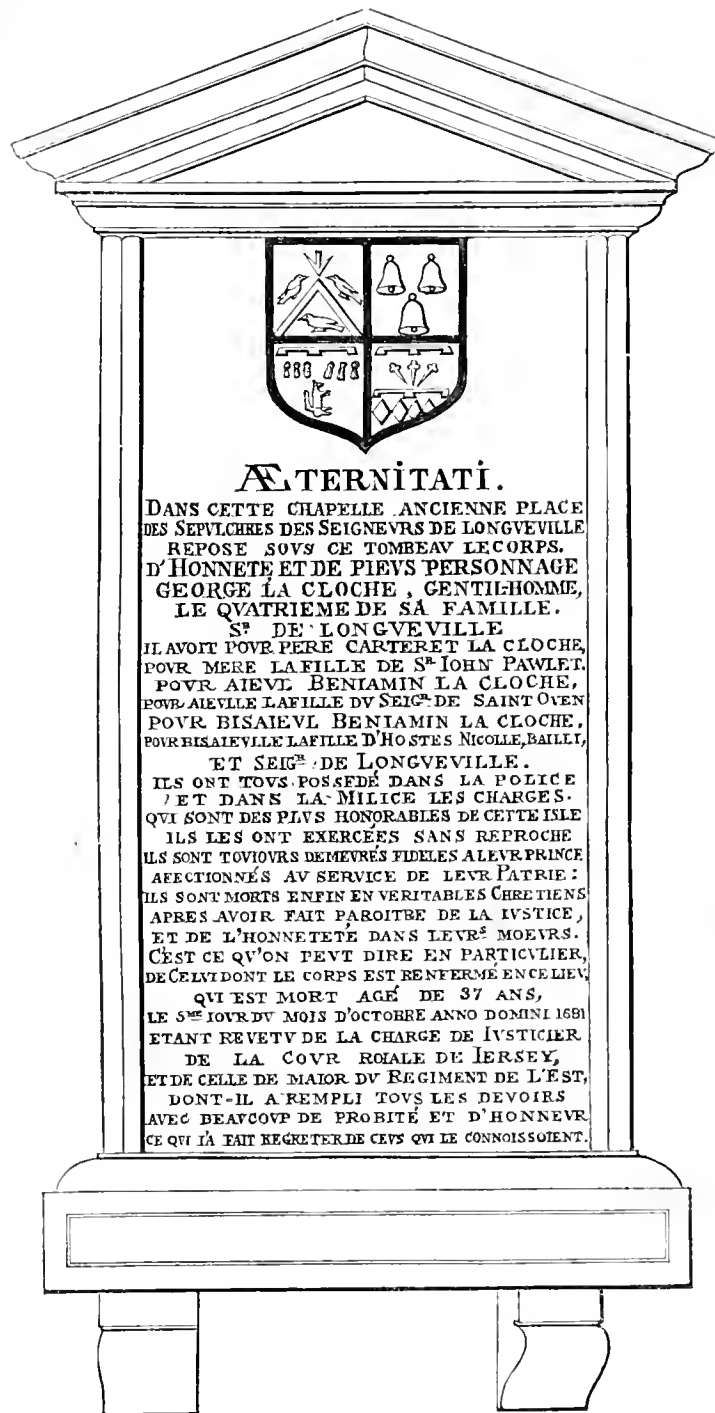 ÆTERNiTATi.
DANS CETTE CHAPELLE ANCIENNE PLACE
DES SEPVLCHRES DES SEIGNEVRS DE LONGVEVILLE
REPOSE SOVS CE TOMBEAV LE CORPS.
D'HONNETE ET DE PIEVS PERSONNAGE
GEORGE LA CLOCHE, GENTIL-HOMME,
LE QVATRIEME DE SA FAMILLE.
Sᴿ DE LONGVEVILLE
IL AVOIT POVR PERE CARTERET LA CLOCHE,
POVR MERE LA FILLE DE Sᴿ IOHN PAWLET.
POVR AIEVL BENIAMIN LA CLOCHE,
POVR AIEVLLE LA FILLE DV SEIGᴿ DE SAINT OVEN
POVR BISAIEVL BENIAMIN LA CLOCHE,
POVR BISAIEVLLE LA FILLE D'HOSTES NICOLLE, BAILLI,
ET SEIGᴿ DE LONGVEVILLE.
ILS ONT TOVS POSSEDÉ DANS LA POLICE
ET DANS LA MILICE LES CHARGES.
QVI SONT DES PLVS HONORABLES DE CETTE ISLE
ILS LES ONT EXERCÉES SANS REPROCHE
ILS SONT TOVIOVRS DEMEVRÉS FIDELES A LEVR PRINCE
AFECTIONNÉS AV SERVICE DE LEVR PATRIE:
ILS SONT MORTS ENFIN EN VERITABLES CHRETIENS
APRES AVOIR FAIT PAROITRE DE LA IVSTICE,
ET DE L'HONNETETÉ DANS LEVRˢ MOEVRS.
C'EST CE QV'ON PEVT DIRE EN PARTICVLIER,
DE CELVI DONT LE CORPS EST RENFERMÉ EN CE LIEV,
QVI EST MORT AGÉ DE 37 ANS,
LE 5ᴹᴱ IOVR DV MOIS D'OCTOBRE ANNO DOMINI 1681
ETANT REVETV DE LA CHARGE DE IVSTICIER
DE LA COVR ROIALE DE IERSEY,
ET DE CELLE DE MAIOR DV REGIMENT DE L'EST,
DONT-IL A REMPLI TOVS LES DEVOIRS
AVEC BEAVCOVP DE PROBITÉ ET D'HONNEVR
CE QVI L'A FAIT REGRETER DE CEVS QVI LE CONNOISSOIENT.